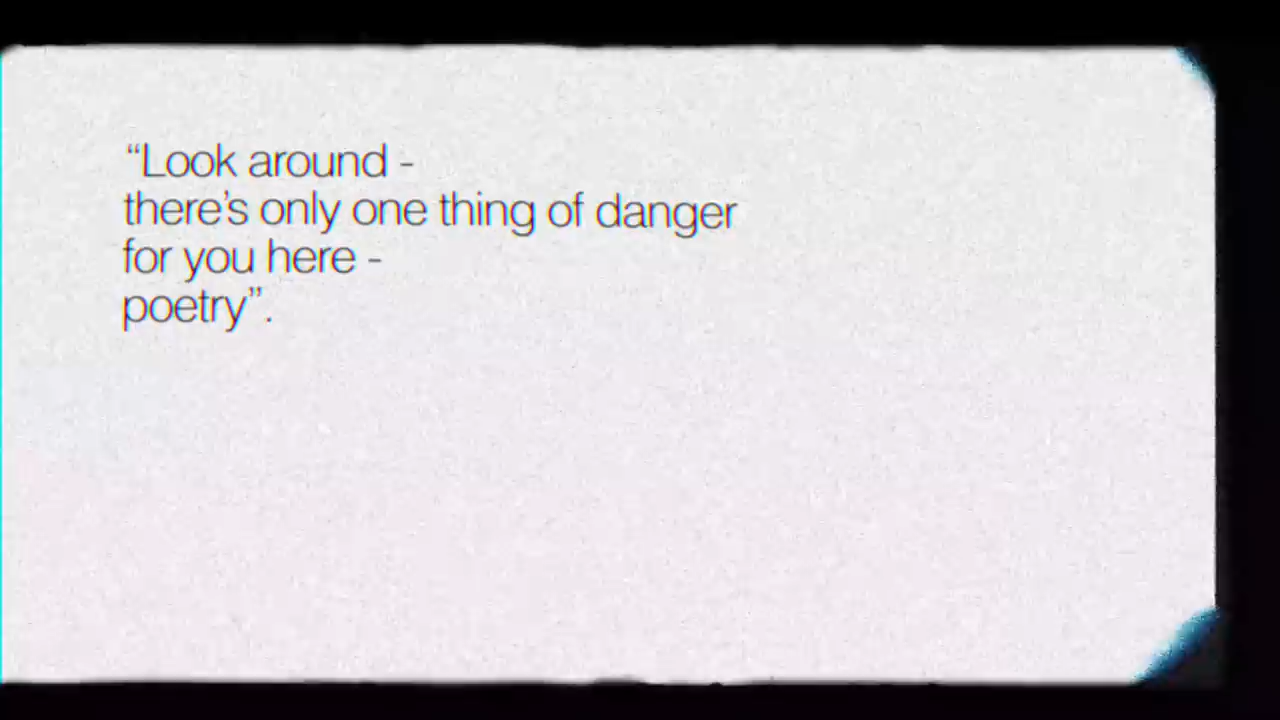 “Look around -
there’s only one thing of danger
for you here -
poetry”.